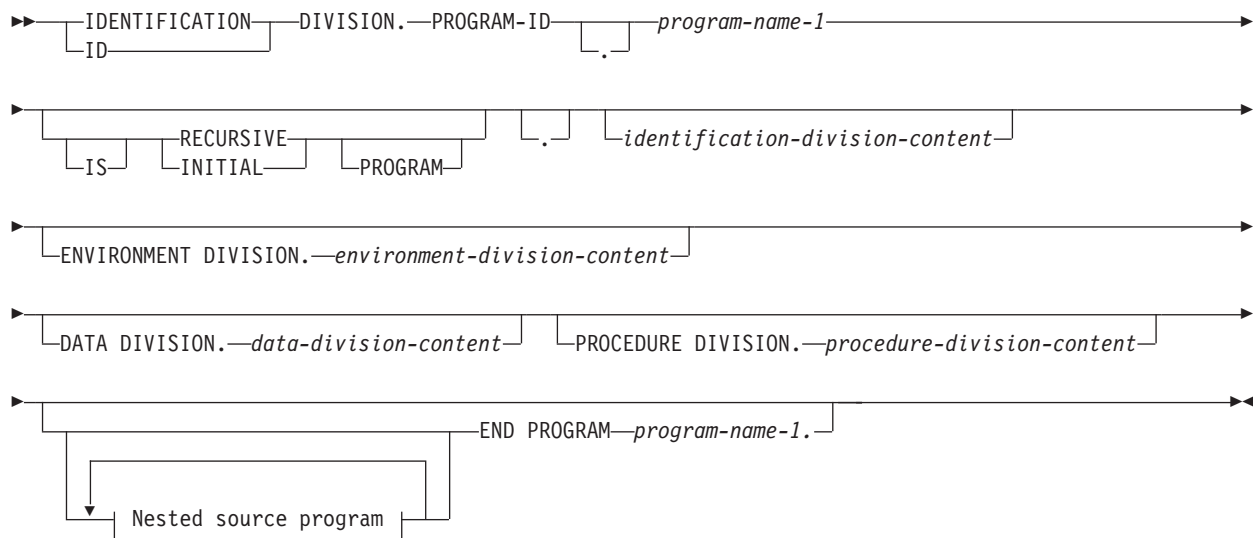 IDENTIFICATION DIVISION. PROGRAM-ID program-name-1
ID .
RECURSIVE . identification-division-content
IS INITIAL PROGRAM
ENVIRONMENT DIVISION. environment-division-content
DATA DIVISION. data-division-content PROCEDURE DIVISION. procedure-division-content
END PROGRAM program-name-1.
Nested source program